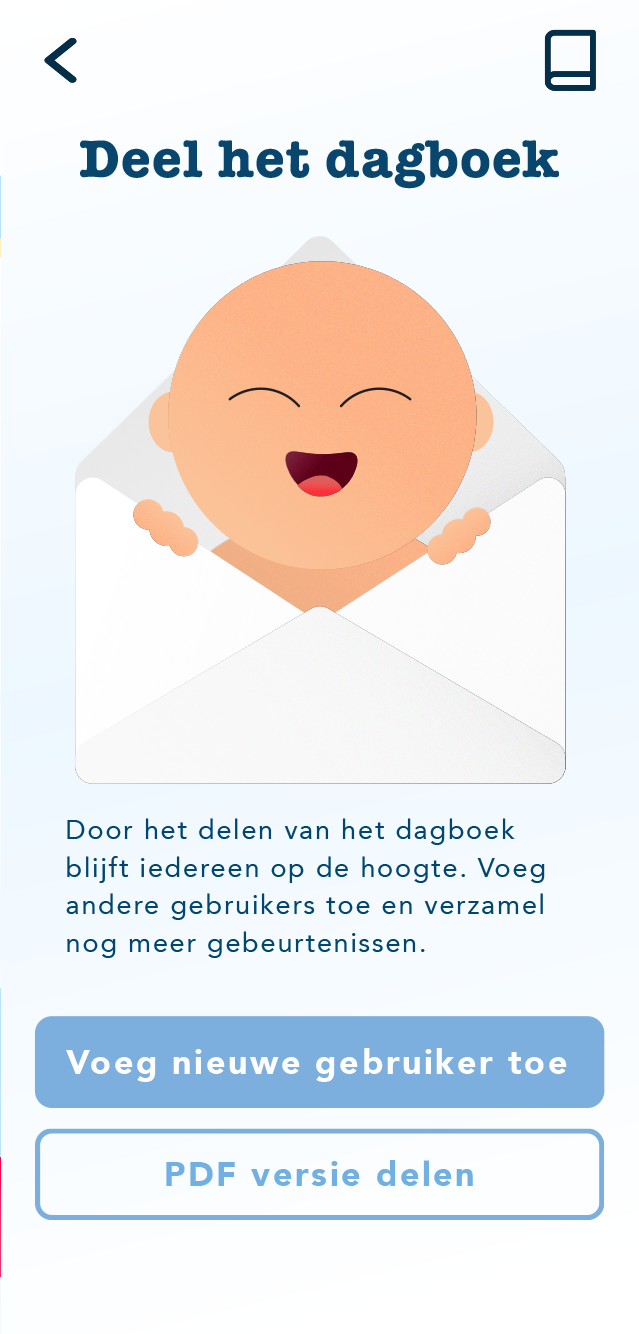 Deel het dagboek
Door het delen van het dagboek
blijft iedereen op de hoogte. Voeg
andere gebruikers toe en verzamel
nog meer gebeurtenissen.
Voeg nieuwe gebruiker toe
PDF versie delen